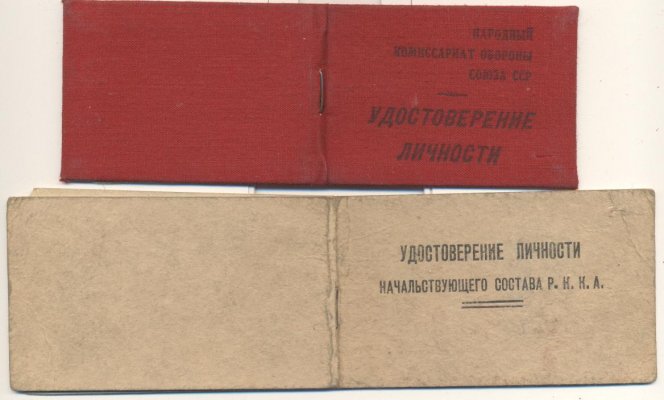 НАРОДНЫЙ
КОМИССАРИАТ ОБОРОНЫ
СОЮЗА ССР
УДОСТОВЕРЕНИЕ
ЛИЧНОСТИ
УДОСТОВЕРЕНИЕ ЛИЧНОСТИ
НАЧАЛЬСТВУЮЩЕГО СОСТАВА Р. К. К. А.